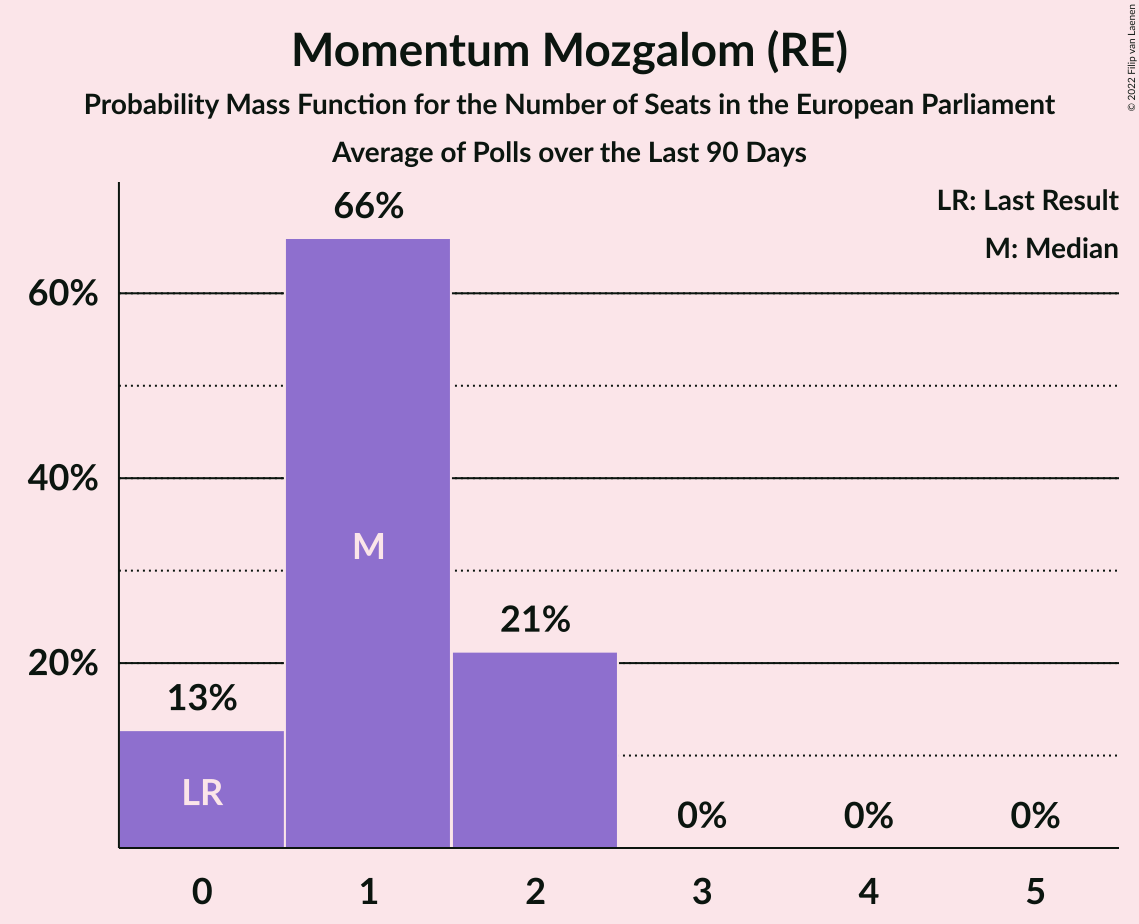 Momentum Mozgalom (RE)
Probability Mass Function for the Number of Seats in the European Parliament
Average of Polls over the Last 90 Days
© 2022 Filip van Laenen
LR: Last Result
M: Median
66%
60%
40%
M
21%
20%
13%
LR
0% 0% 0%
0 1 2 3 4 5